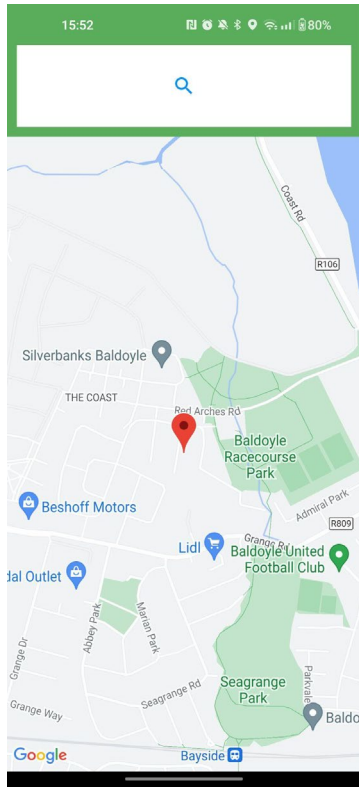 15:52
80%
Coast Rd
R106
Silverbanks Baldoyle
THE COAST
Red Arches Rd
Baldoyle
Racecourse
Park
Beshoff Motors
Admiral Park
R809
Lidl
Grange Rd
Baldoyle United
Football Club
dal Outlet
Abbey Park
Marian Park
Grange Dr
Seagrange Rd
Seagrange
Park
Parkvale
Grange Way
Baldo
Google
Bayside